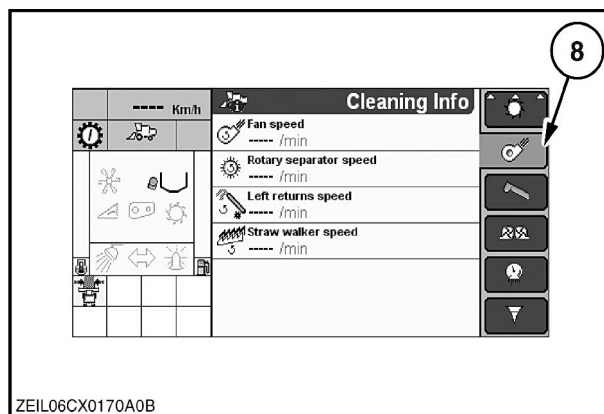 8
---- Km/h
Cleaning Info
Fan speed
----- /min
Rotary separator speed
----- /min
Left returns speed
----- /min
Straw walker speed
----- /min
rpm
ZEIL06CX0170A0B